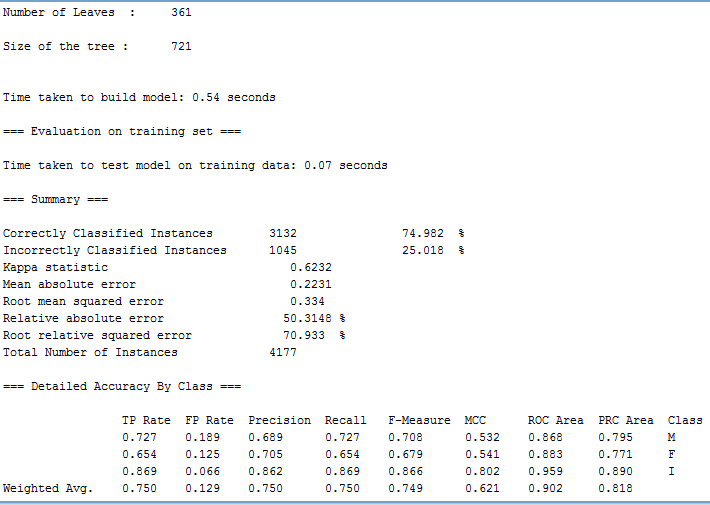 Number of Leaves  :     361
Size of the tree :      721
Time taken to build model: 0.54 seconds
=== Evaluation on training set ===
Time taken to test model on training data: 0.07 seconds
=== Summary ===
Correctly Classified Instances        3132               74.982  %
Incorrectly Classified Instances      1045               25.018  %
Kappa statistic                          0.6232
Mean absolute error                      0.2231
Root mean squared error                  0.334
Relative absolute error                 50.3148 %
Root relative squared error             70.933  %
Total Number of Instances             4177
=== Detailed Accuracy By Class ===
                 TP Rate  FP Rate  Precision  Recall   F-Measure  MCC      ROC Area  PRC Area  Class
                 0.727    0.189    0.689      0.727    0.708      0.532    0.868     0.795     M
                 0.654    0.125    0.705      0.654    0.679      0.541    0.883     0.771     F
                 0.869    0.066    0.862      0.869    0.866      0.802    0.959     0.890     I
Weighted Avg.    0.750    0.129    0.750      0.750    0.749      0.621    0.902     0.818